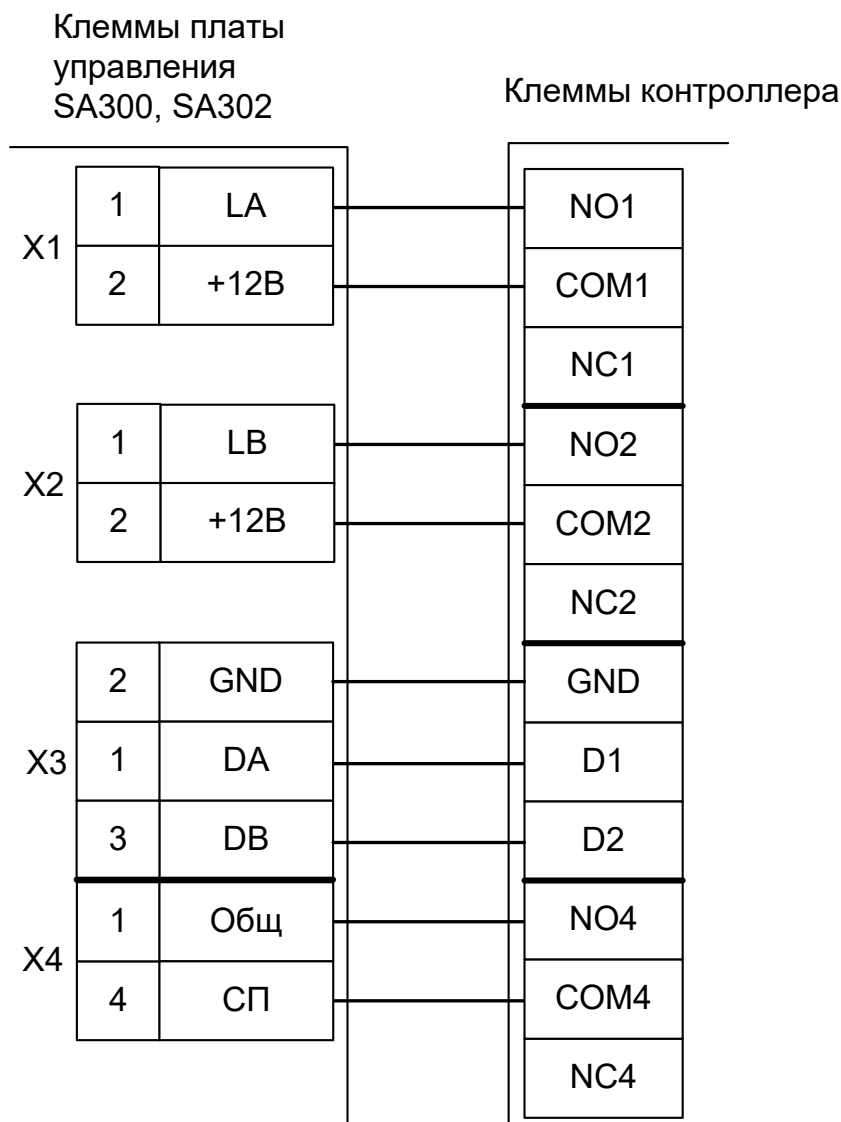 Клеммы платы
управления
SA300, SA302
Клеммы контроллера
X1
1 LA
2 +12В
NO1
COM1
NC1
X2
1 LB
2 +12В
NO2
COM2
NC2
X3
2 GND
1 DA
3 DB
GND
D1
D2
X4
1 Общ
4 СП
NO4
COM4
NC4